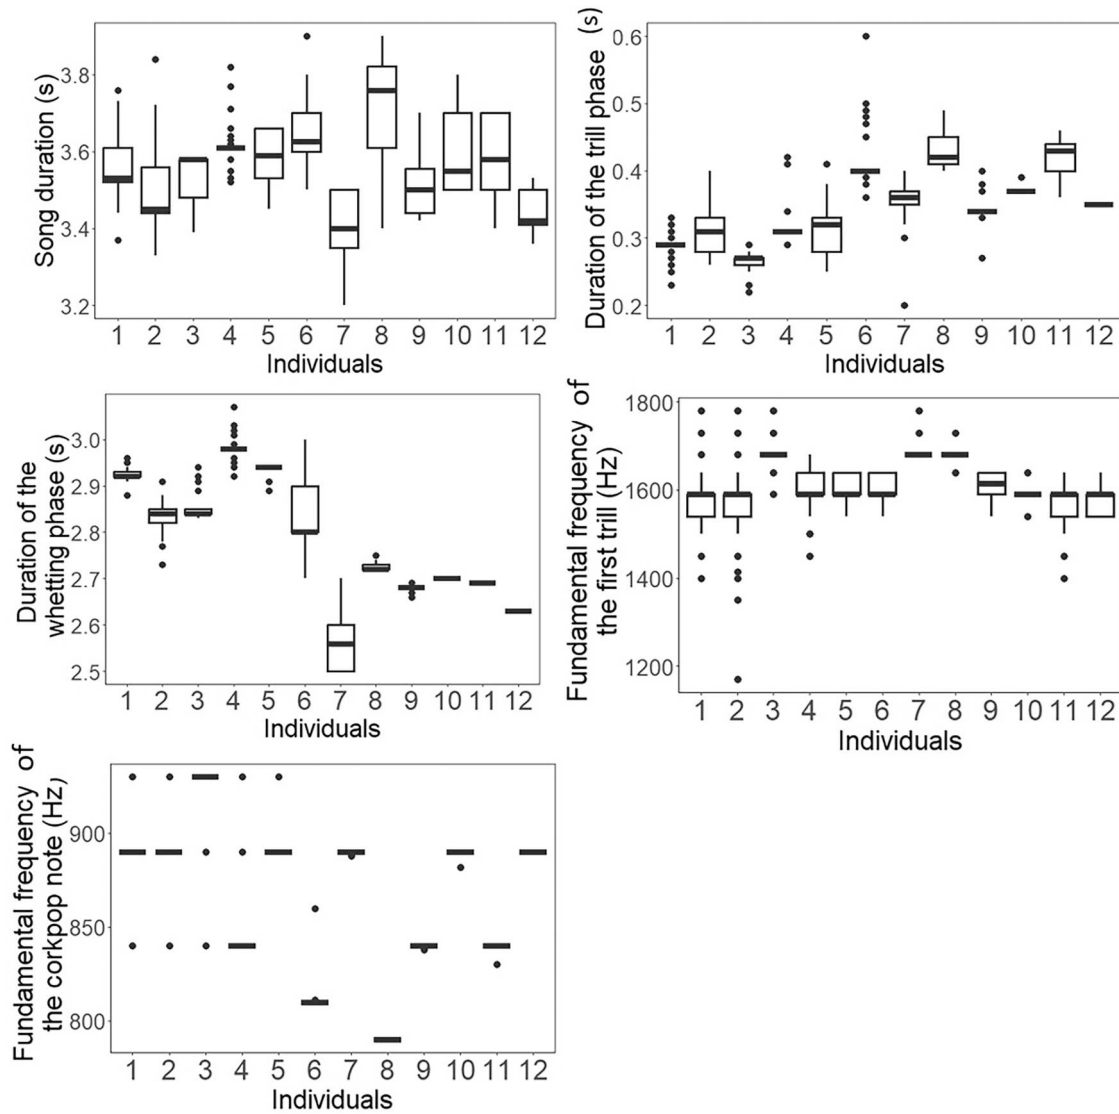 Song duration (s)
3.8
3.6
3.4
3.2
1 2 3 4 5 6 7 8 9 10 11 12
Individuals
Duration of the trill phase (s)
0.6
0.5
0.4
0.3
0.2
1 2 3 4 5 6 7 8 9 10 11 12
Individuals
Duration of the
whetting phase (s)
3.0
2.9
2.8
2.7
2.6
2.5
1 2 3 4 5 6 7 8 9 10 11 12
Individuals
Fundamental frequency of
the first trill (Hz)
1800
1600
1400
1200
1 2 3 4 5 6 7 8 9 10 11 12
Individuals
Fundamental frequency of
the corkpop note (Hz)
900
850
800
1 2 3 4 5 6 7 8 9 10 11 12
Individuals